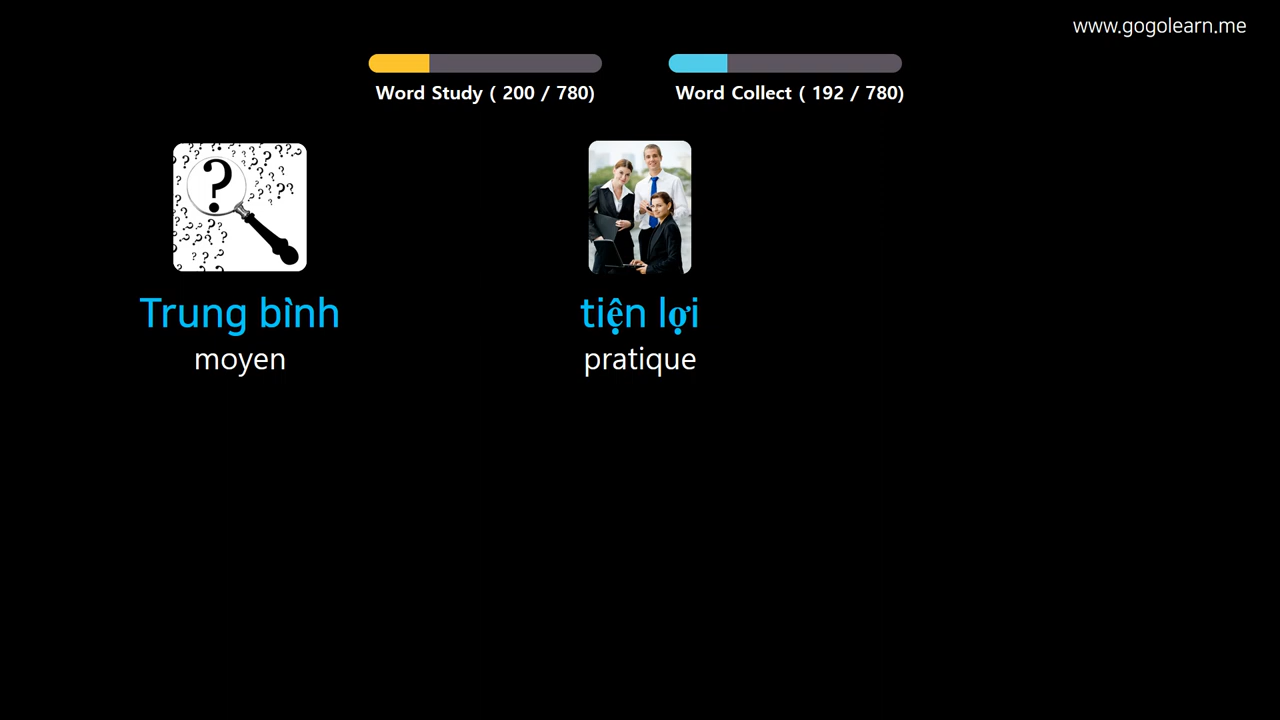 www.gogolearn.me
Word Study ( 200 / 780)
Word Collect ( 192 / 780)
Trung bình
moyen
tiện lợi
pratique